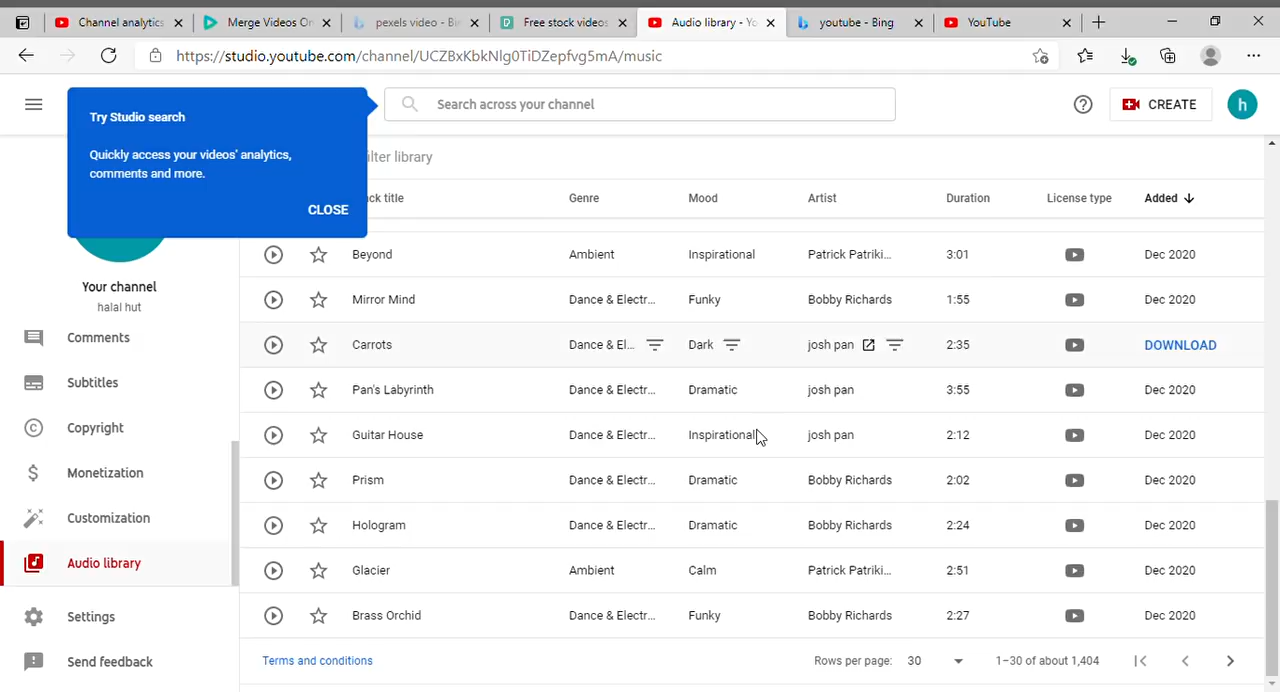 Channel analytics
Merge Videos On
pexels video - Bin
Free stock videos
Audio library - Yo
youtube - Bing
YouTube
https://studio.youtube.com/channel/UCZBxKbkNlg0TiDZepfvg5mA/music
Try Studio search
Quickly access your videos' analytics,
comments and more.
CLOSE
Search across your channel
CREATE
h
ilter library
ck title Genre Mood Artist Duration License type Added
Beyond Ambient Inspirational Patrick Patriki... 3:01 Dec 2020
Mirror Mind Dance & Electr... Funky Bobby Richards 1:55 Dec 2020
Carrots Dance & El... Dark josh pan 2:35 DOWNLOAD
Pan's Labyrinth Dance & Electr... Dramatic josh pan 3:55 Dec 2020
Guitar House Dance & Electr... Inspirational josh pan 2:12 Dec 2020
Prism Dance & Electr... Dramatic Bobby Richards 2:02 Dec 2020
Hologram Dance & Electr... Dramatic Bobby Richards 2:24 Dec 2020
Glacier Ambient Calm Patrick Patriki... 2:51 Dec 2020
Brass Orchid Dance & Electr... Funky Bobby Richards 2:27 Dec 2020
Terms and conditions Rows per page: 30 1–30 of about 1,404
Your channel
halal hut
Comments
Subtitles
Copyright
Monetization
Customization
Audio library
Settings
Send feedback